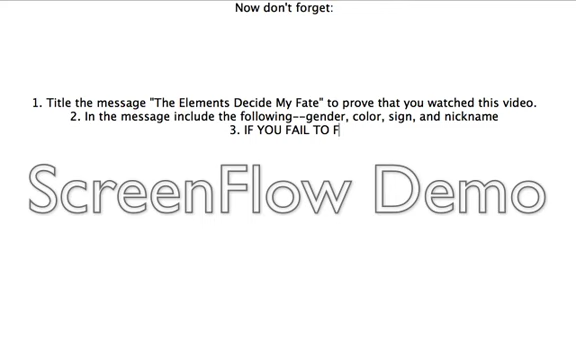 Now don't forget:
1. Title the message "The Elements Decide My Fate" to prove that you watched this video.
2. In the message include the following--gender, color, sign, and nickname
3. IF YOU FAIL TO F
ScreenFlow Demo